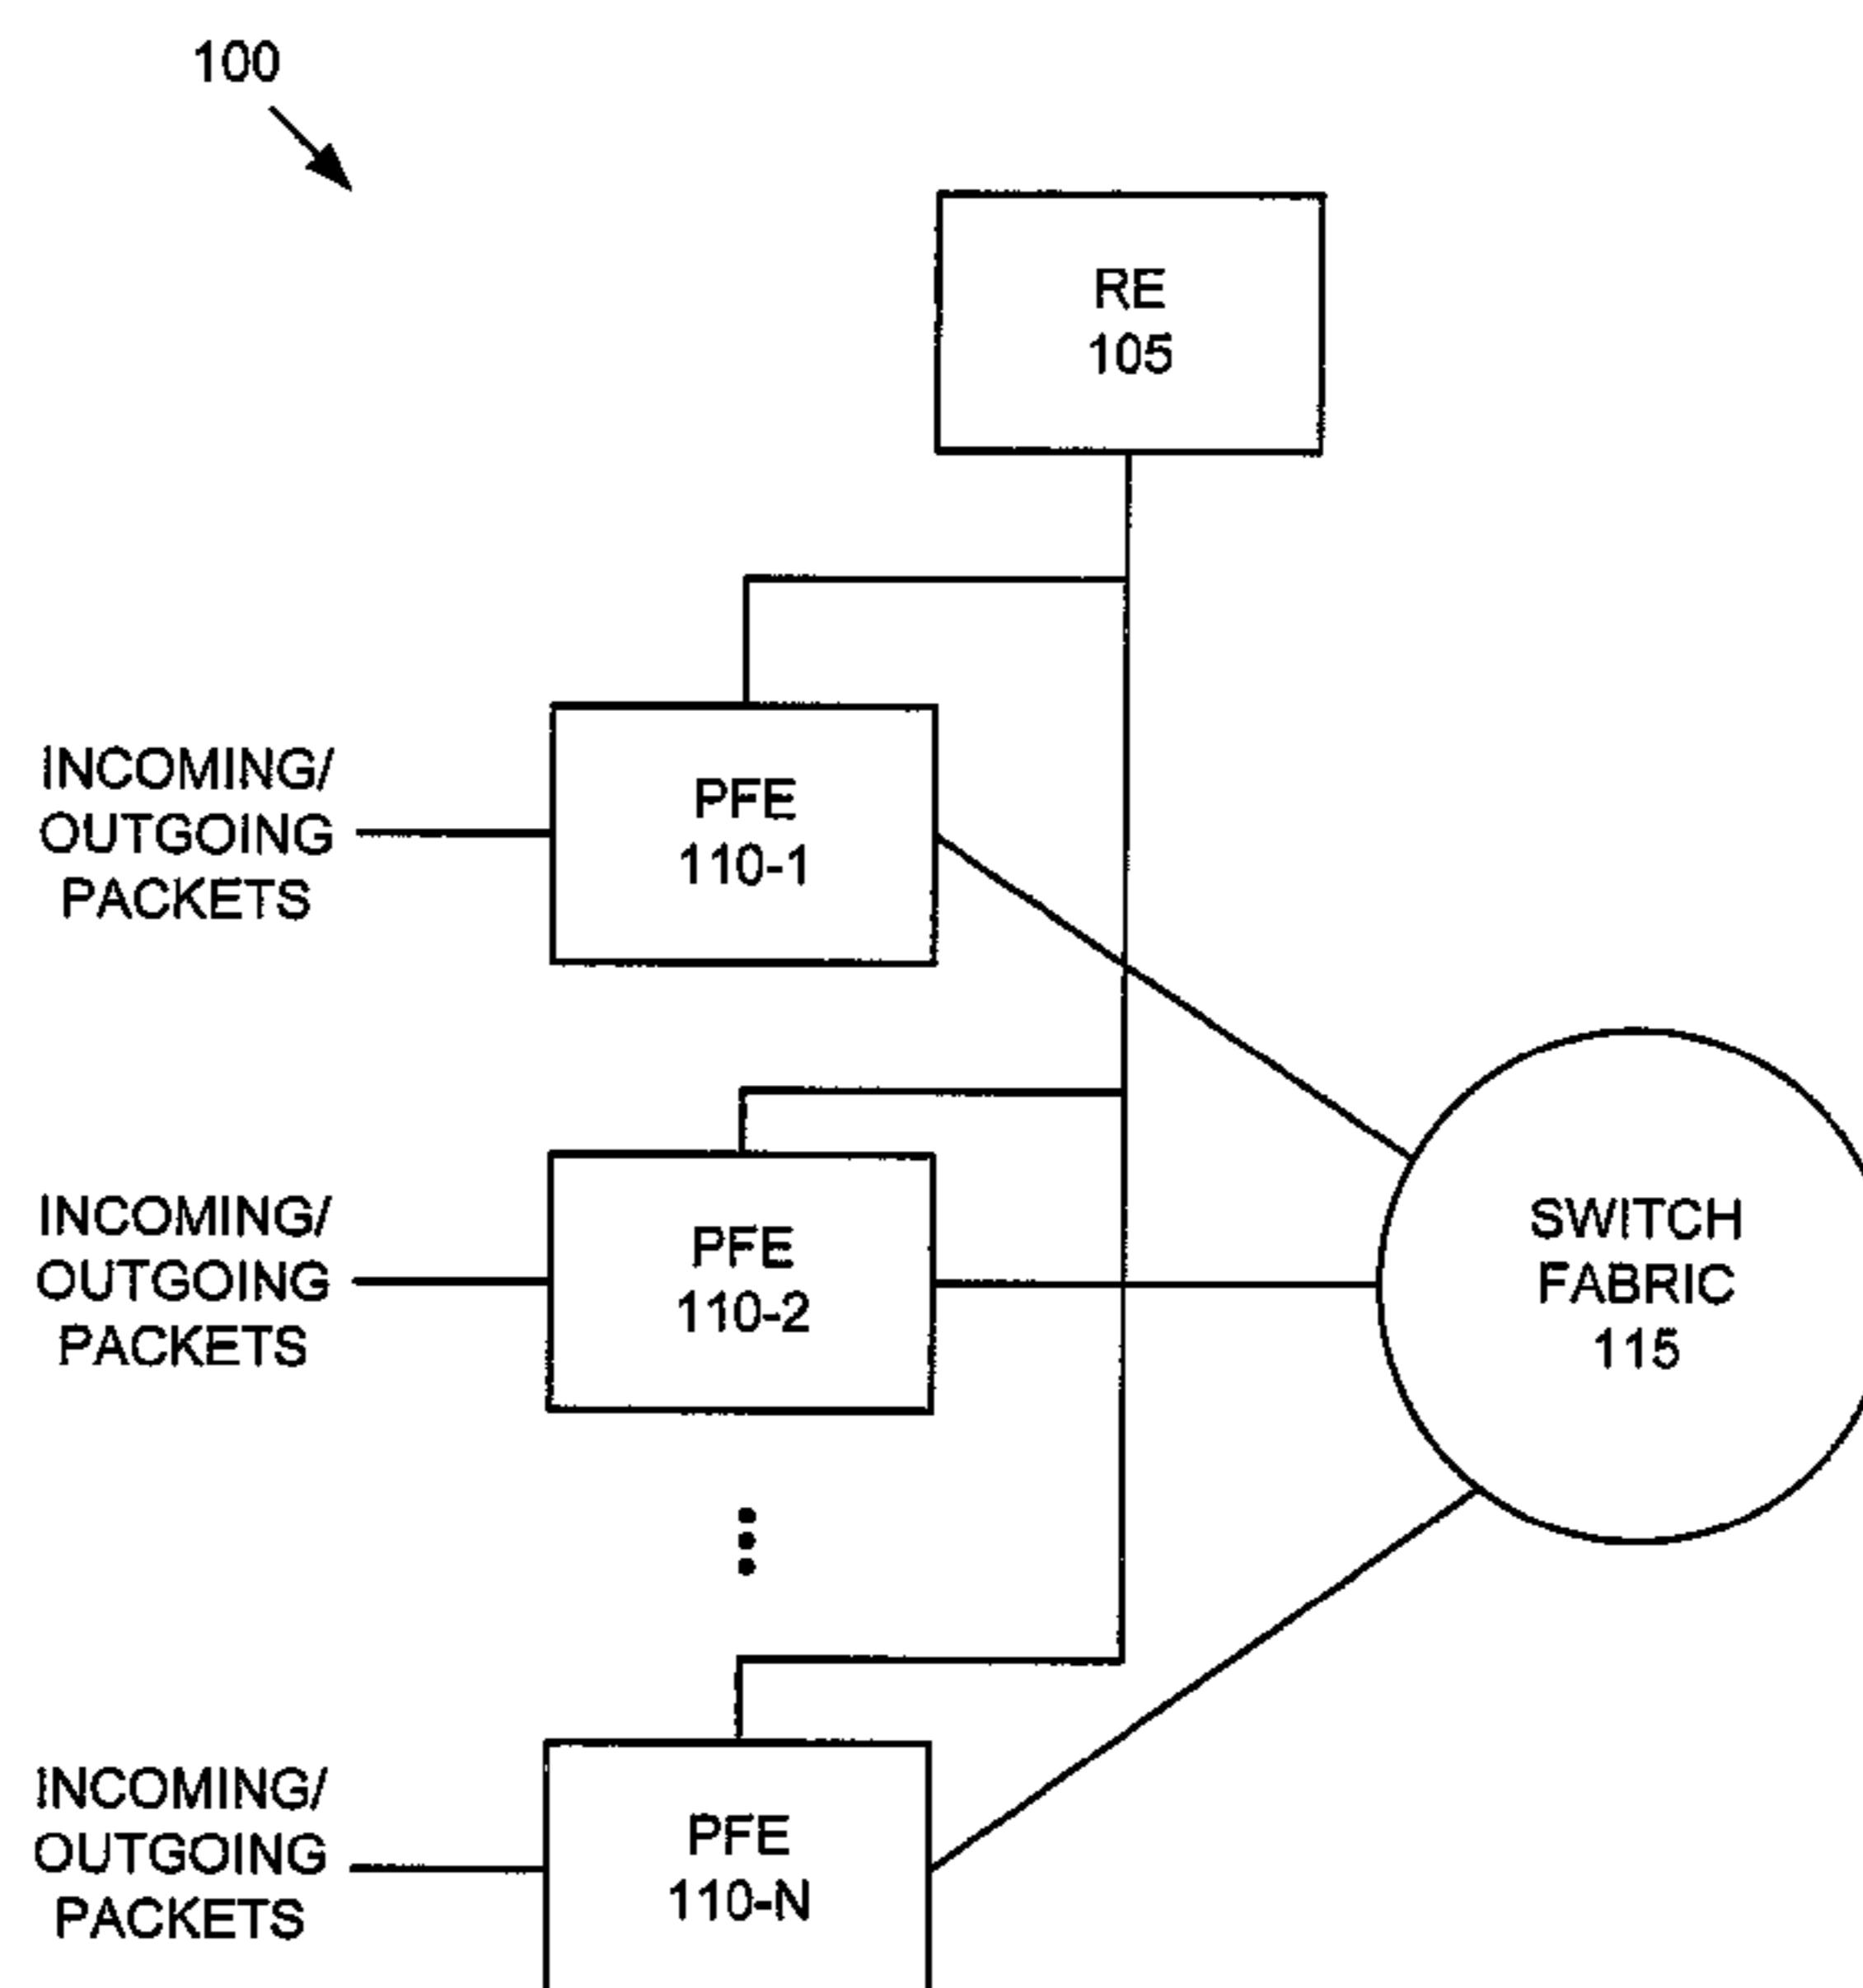 100
RE
105
INCOMING/
OUTGOING
PACKETS
PFE
110-1
INCOMING/
OUTGOING
PACKETS
PFE
110-2
SWITCH
FABRIC
115
INCOMING/
OUTGOING
PACKETS
PFE
110-N